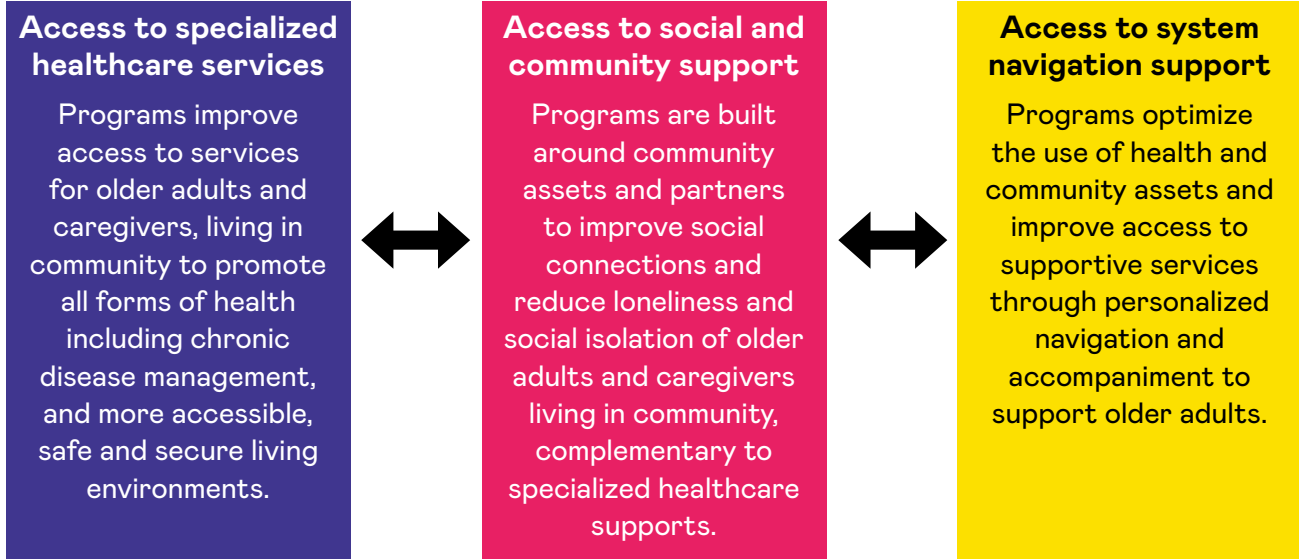 Access to specialized
healthcare services
Programs improve
access to services
for older adults and
caregivers, living in
community to promote
all forms of health
including chronic
disease management,
and more accessible,
safe and secure living
environments.
Access to social and
community support
Programs are built
around community
assets and partners
to improve social
connections and
reduce loneliness and
social isolation of older
adults and caregivers
living in community,
complementary to
specialized healthcare
supports.
Access to system
navigation support
Programs optimize
the use of health and
community assets and
improve access to
supportive services
through personalized
navigation and
accompaniment to
support older adults.